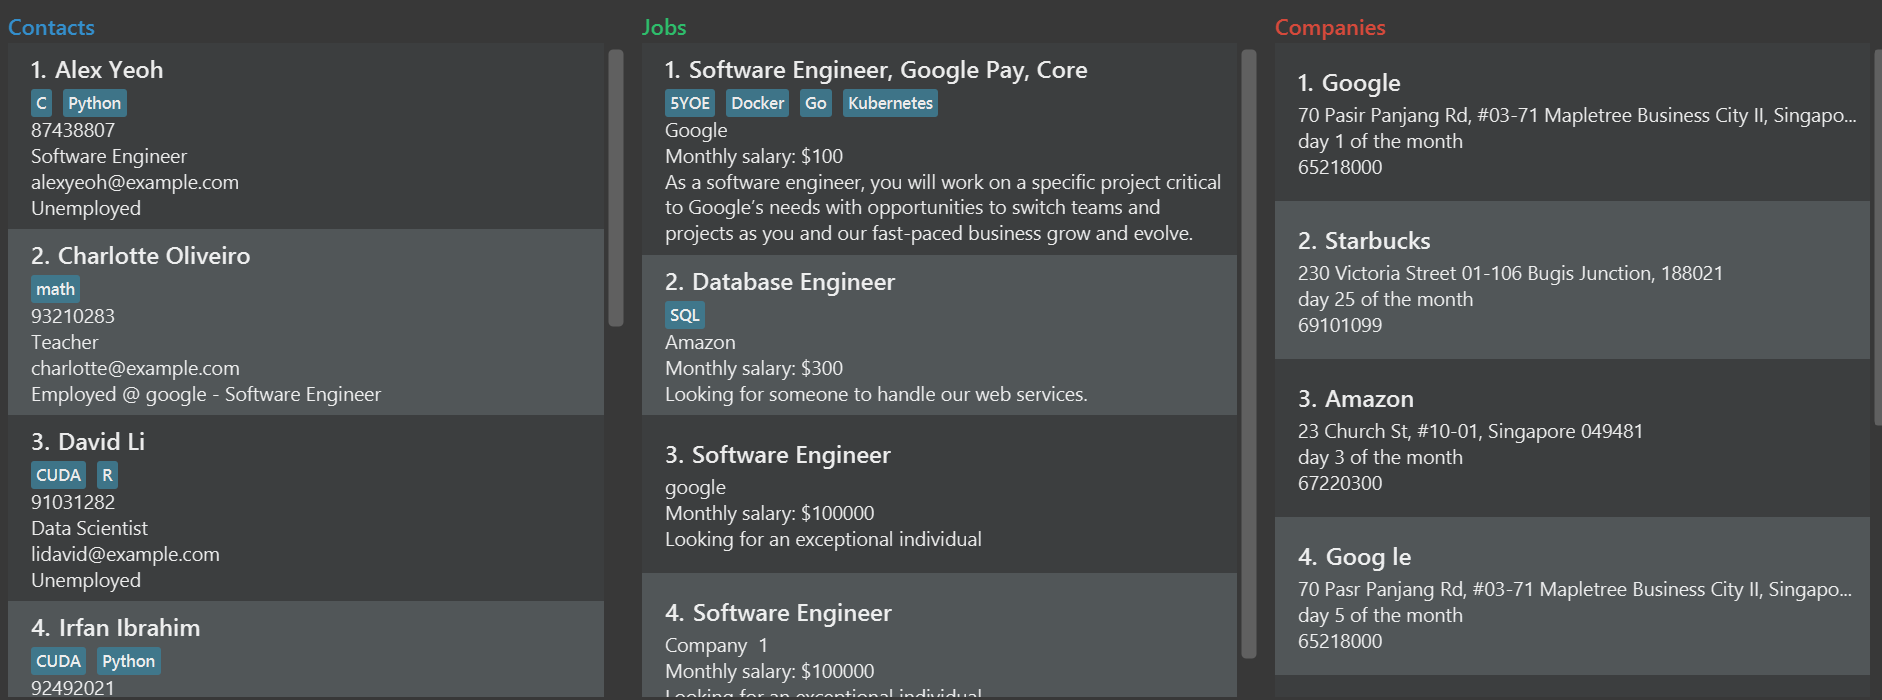 Contacts
1. Alex Yeoh
C Python
87438807
Software Engineer
alexyeoh@example.com
Unemployed
2. Charlotte Oliveiro
math
93210283
Teacher
charlotte@example.com
Employed @ google - Software Engineer
3. David Li
CUDA R
91031282
Data Scientist
lidavid@example.com
Unemployed
4. Irfan Ibrahim
CUDA Python
92492021
Jobs
1. Software Engineer, Google Pay, Core
5YOE Docker Go Kubernetes
Google
Monthly salary: $100
As a software engineer, you will work on a specific project critical
to Google’s needs with opportunities to switch teams and
projects as you and our fast-paced business grow and evolve.
2. Database Engineer
SQL
Amazon
Monthly salary: $300
Looking for someone to handle our web services.
3. Software Engineer
google
Monthly salary: $100000
Looking for an exceptional individual
4. Software Engineer
Company  1
Monthly salary: $100000
Looking for an exceptional individual
Companies
1. Google
70 Pasir Panjang Rd, #03-71 Mapletree Business City II, Singapo...
day 1 of the month
65218000
2. Starbucks
230 Victoria Street 01-106 Bugis Junction, 188021
day 25 of the month
69101099
3. Amazon
23 Church St, #10-01, Singapore 049481
day 3 of the month
67220300
4. Goog le
70 Pasr Panjang Rd, #03-71 Mapletree Business City II, Singapo...
day 5 of the month
65218000